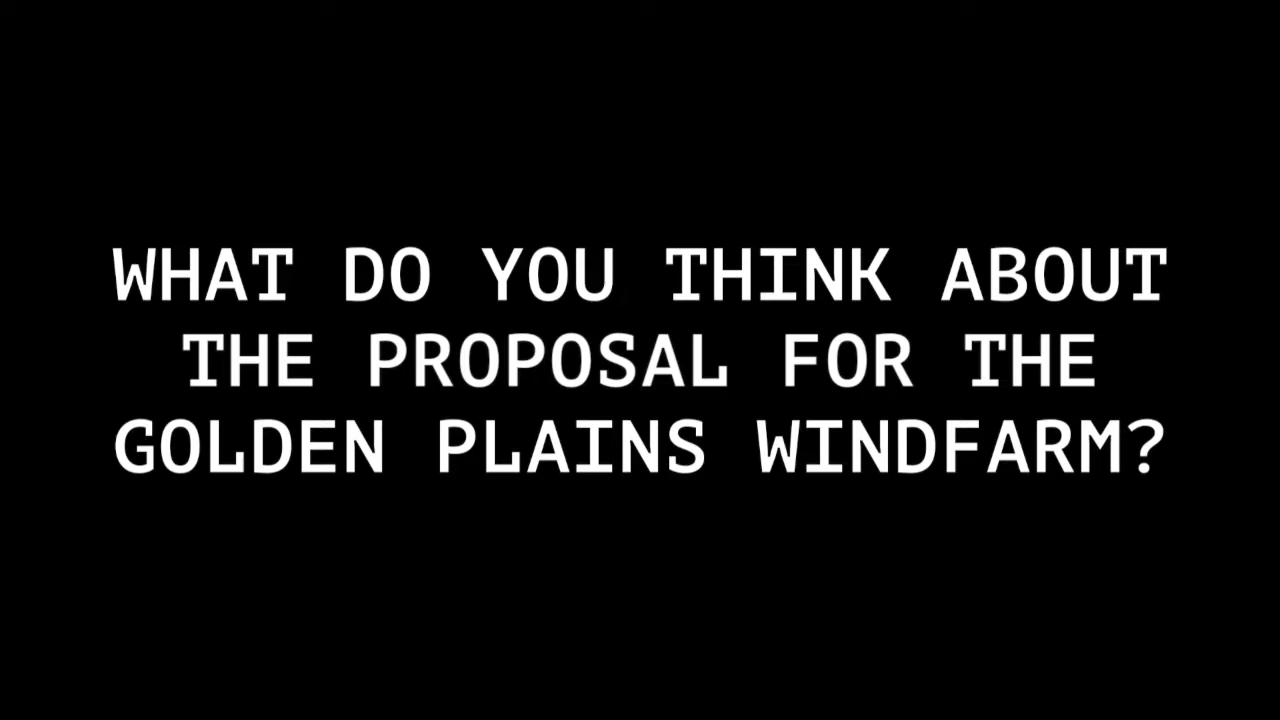 WHAT DO YOU THINK ABOUT
THE PROPOSAL FOR THE
GOLDEN PLAINS WINDFARM?